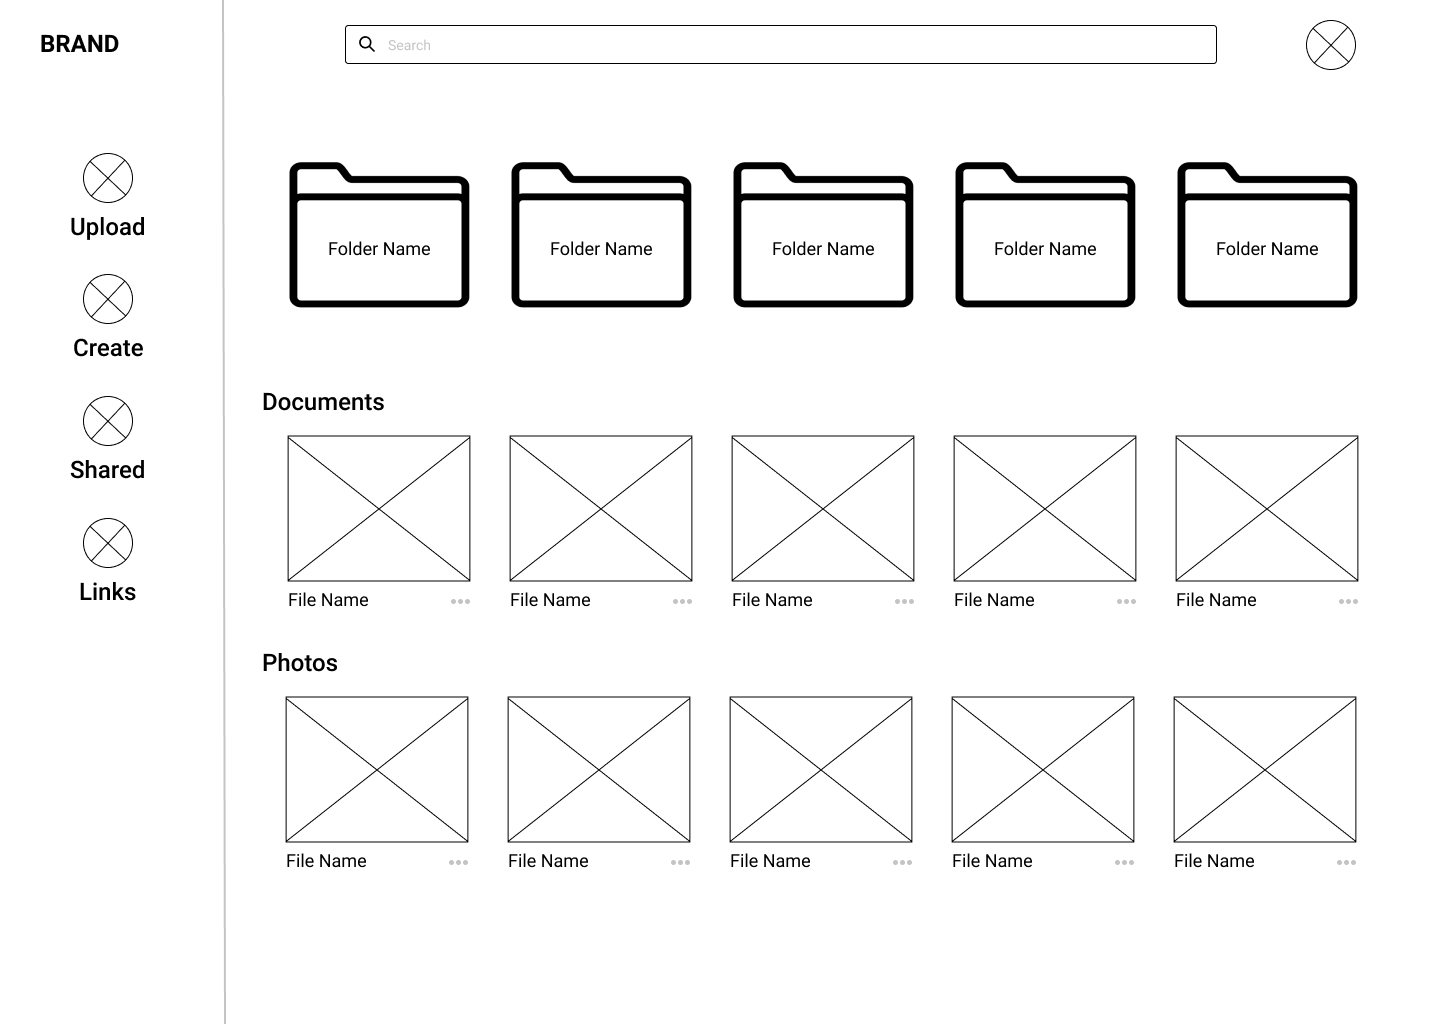 BRAND
Search
Upload
Create
Shared
Links
Folder Name
Folder Name
Folder Name
Folder Name
Folder Name
Documents
File Name
File Name
File Name
File Name
File Name
Photos
File Name
File Name
File Name
File Name
File Name